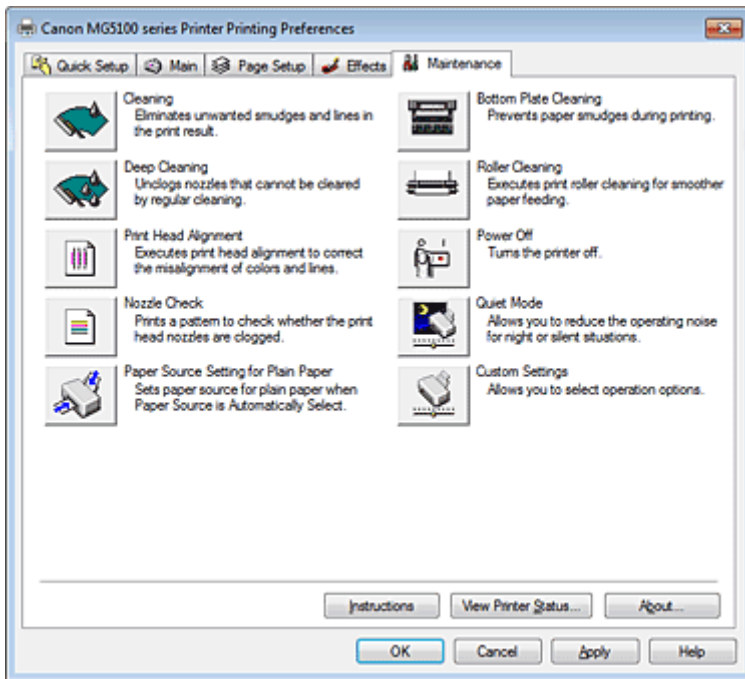 Canon MG5100 series Printer Printing Preferences
Quick Setup
Main
Page Setup
Effects
Maintenance
Cleaning
Eliminates unwanted smudges and lines in
the print result.
Deep Cleaning
Unclogs nozzles that cannot be cleared
by regular cleaning.
Print Head Alignment
Executes print head alignment to correct
the misalignment of colors and lines.
Nozzle Check
Prints a pattern to check whether the print
head nozzles are clogged.
Paper Source Setting for Plain Paper
Sets paper source for plain paper when
Paper Source is Automatically Select.
Bottom Plate Cleaning
Prevents paper smudges during printing.
Roller Cleaning
Executes print roller cleaning for smoother
paper feeding.
Power Off
Turns the printer off.
Quiet Mode
Allows you to reduce the operating noise
for night or silent situations.
Custom Settings
Allows you to select operation options.
Instructions
View Printer Status...
About...
OK
Cancel
Apply
Help